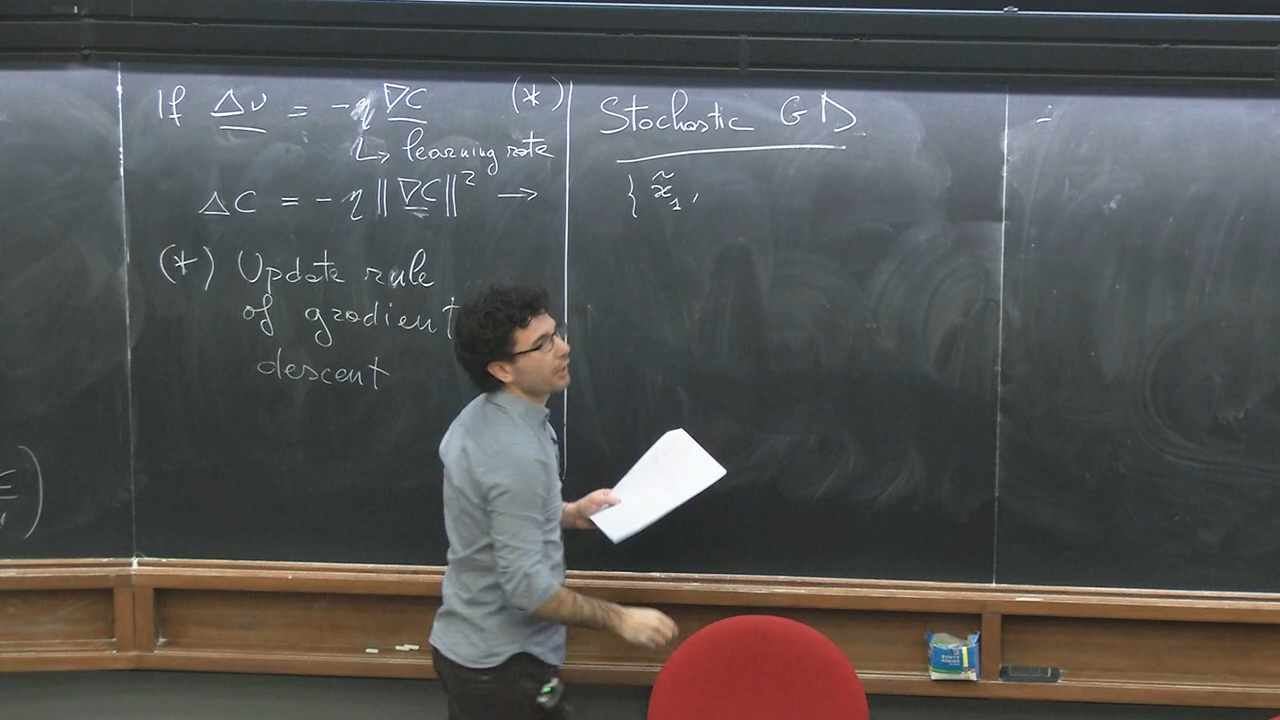 If Δv = -η ∇C (*)
↳ learning rate
ΔC = -η ‖∇C‖² →
(*) Update rule
of gradient
descent
Stochastic GD
{ x̃₁,
=